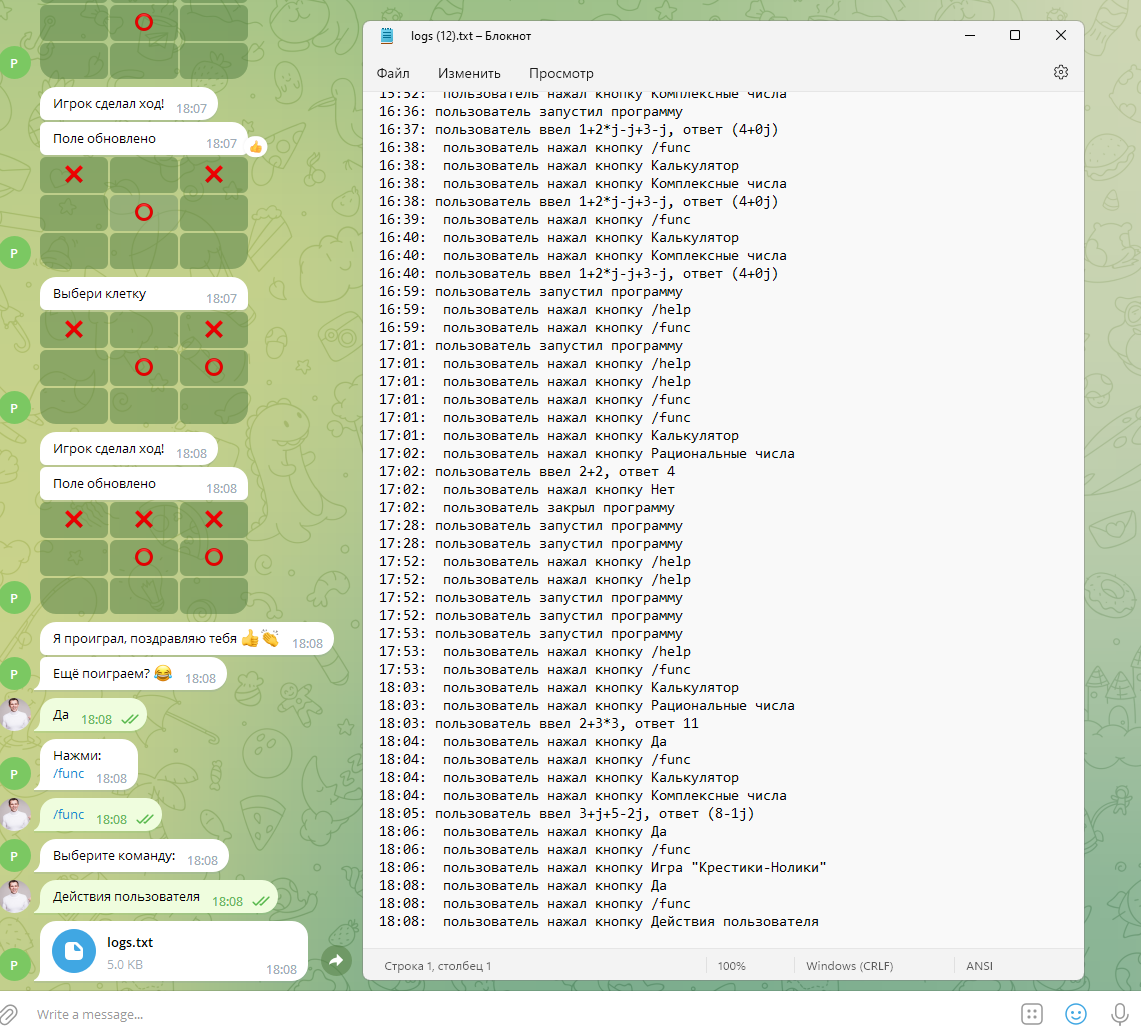 Игрок сделал ход! 18:07
Поле обновлено 18:07
Выбери клетку 18:07
Игрок сделал ход! 18:08
Поле обновлено 18:08
Я проиграл, поздравляю тебя 👍👏 18:08
Ещё поиграем? 😂 18:08
Да 18:08
Нажми:
/func 18:08
/func 18:08
Выберите команду: 18:08
Действия пользователя 18:08
logs.txt
5.0 KB 18:08
P
P
P
P
P
P
P
P
Write a message...
logs (12).txt – Блокнот
Файл Изменить Просмотр
15:52: пользователь нажал кнопку Комплексные числа
16:36: пользователь запустил программу
16:37: пользователь ввел 1+2*j-j+3-j, ответ (4+0j)
16:38: пользователь нажал кнопку /func
16:38: пользователь нажал кнопку Калькулятор
16:38: пользователь нажал кнопку Комплексные числа
16:38: пользователь ввел 1+2*j-j+3-j, ответ (4+0j)
16:39: пользователь нажал кнопку /func
16:40: пользователь нажал кнопку Калькулятор
16:40: пользователь нажал кнопку Комплексные числа
16:40: пользователь ввел 1+2*j-j+3-j, ответ (4+0j)
16:59: пользователь запустил программу
16:59: пользователь нажал кнопку /help
16:59: пользователь нажал кнопку /func
17:01: пользователь запустил программу
17:01: пользователь нажал кнопку /help
17:01: пользователь нажал кнопку /help
17:01: пользователь нажал кнопку /func
17:01: пользователь нажал кнопку /func
17:01: пользователь нажал кнопку Калькулятор
17:02: пользователь нажал кнопку Рациональные числа
17:02: пользователь ввел 2+2, ответ 4
17:02: пользователь нажал кнопку Нет
17:02: пользователь закрыл программу
17:28: пользователь запустил программу
17:28: пользователь запустил программу
17:52: пользователь нажал кнопку /help
17:52: пользователь нажал кнопку /help
17:52: пользователь запустил программу
17:52: пользователь запустил программу
17:53: пользователь запустил программу
17:53: пользователь нажал кнопку /help
17:53: пользователь нажал кнопку /func
18:03: пользователь нажал кнопку Калькулятор
18:03: пользователь нажал кнопку Рациональные числа
18:03: пользователь ввел 2+3*3, ответ 11
18:04: пользователь нажал кнопку Да
18:04: пользователь нажал кнопку /func
18:04: пользователь нажал кнопку Калькулятор
18:04: пользователь нажал кнопку Комплексные числа
18:05: пользователь ввел 3+j+5-2j, ответ (8-1j)
18:06: пользователь нажал кнопку Да
18:06: пользователь нажал кнопку /func
18:06: пользователь нажал кнопку Игра "Крестики-Нолики"
18:08: пользователь нажал кнопку Да
18:08: пользователь нажал кнопку /func
18:08: пользователь нажал кнопку Действия пользователя
Строка 1, столбец 1 100% Windows (CRLF) ANSI